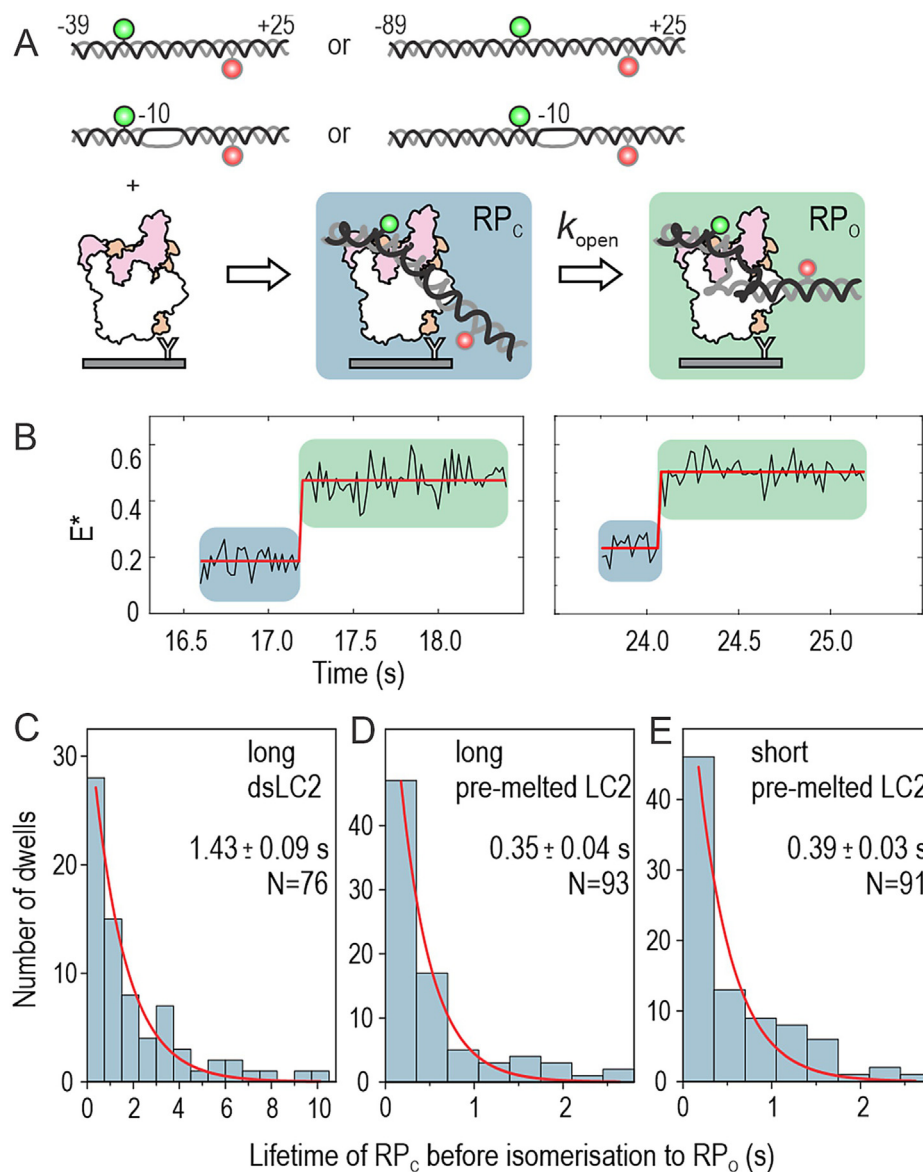 A
-39 +25 or -89 +25
-10 or -10
+
RPC kopen RPO
Y Y Y
B
E*
0.6
0.4
0.2
0
16.5 17.0 17.5 18.0 24.0 24.5 25.0
Time (s)
C
long
dsLC2
1.43 ± 0.09 s
N=76
30
20
10
0
0 2 4 6 8 10
D
long
pre-melted LC2
0.35 ± 0.04 s
N=93
40
30
20
10
0
0 1 2
E
short
pre-melted LC2
0.39 ± 0.03 s
N=91
40
20
0
0 1 2
Number of dwells
Lifetime of RPC before isomerisation to RPO (s)